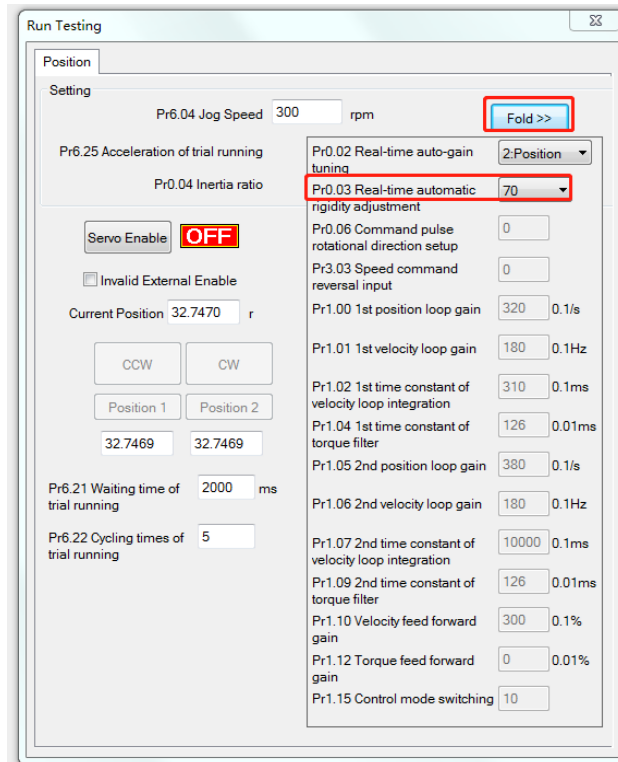 Run Testing
Position
Setting
Pr6.04 Jog Speed 300 rpm
Fold >>
Pr6.25 Acceleration of trial running
Pr0.04 Inertia ratio
Servo Enable OFF
Invalid External Enable
Current Position 32.7470 r
CCW CW
Position 1 Position 2
32.7469 32.7469
Pr6.21 Waiting time of 2000 ms
trial running
Pr6.22 Cycling times of 5
trial running
Pr0.02 Real-time auto-gain 2:Position
tuning
Pr0.03 Real-time automatic 70
rigidity adjustment
Pr0.06 Command pulse 0
rotational direction setup
Pr3.03 Speed command 0
reversal input
Pr1.00 1st position loop gain 320 0.1/s
Pr1.01 1st velocity loop gain 180 0.1Hz
Pr1.02 1st time constant of 310 0.1ms
velocity loop integration
Pr1.04 1st time constant of 126 0.01ms
torque filter
Pr1.05 2nd position loop gain 380 0.1/s
Pr1.06 2nd velocity loop gain 180 0.1Hz
Pr1.07 2nd time constant of 10000 0.1ms
velocity loop integration
Pr1.09 2nd time constant of 126 0.01ms
torque filter
Pr1.10 Velocity feed forward 300 0.1%
gain
Pr1.12 Torque feed forward 0 0.01%
gain
Pr1.15 Control mode switching 10